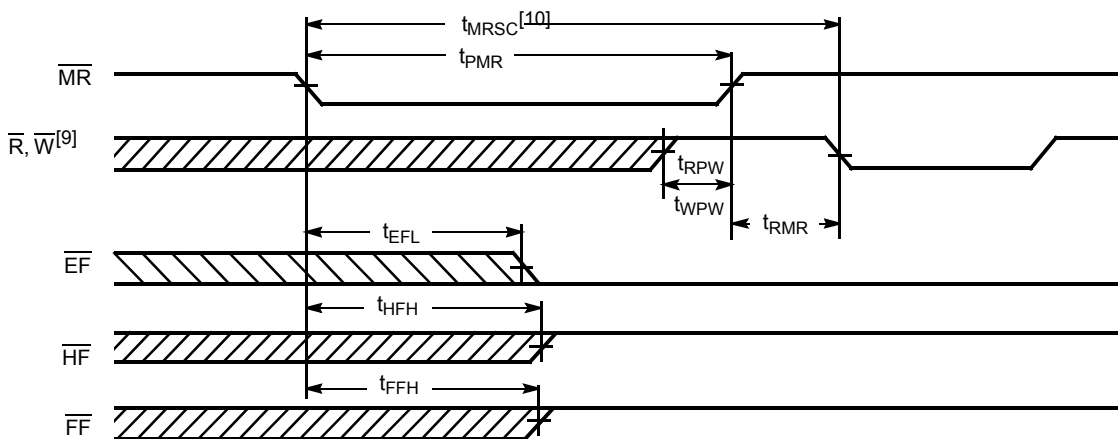 tMRSC[10]
tPMR
MR
R, W[9]
tRPW
tWPW
tRMR
tEFL
EF
tHFH
HF
tFFH
FF